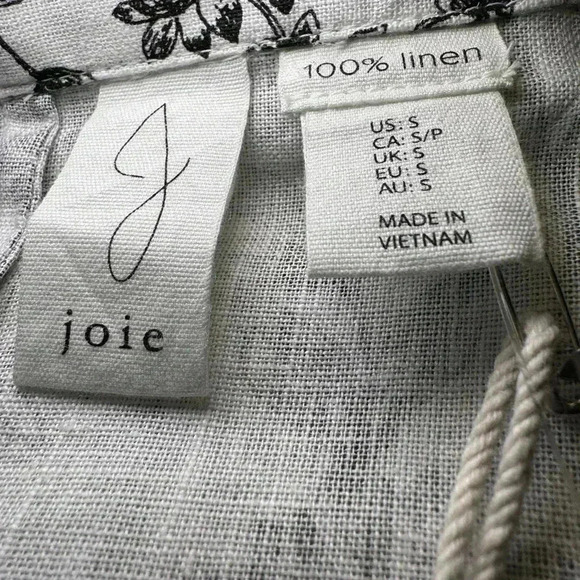 J
joie
100% linen
US: S
CA: S/P
UK: S
EU: S
AU: S
MADE IN
VIETNAM